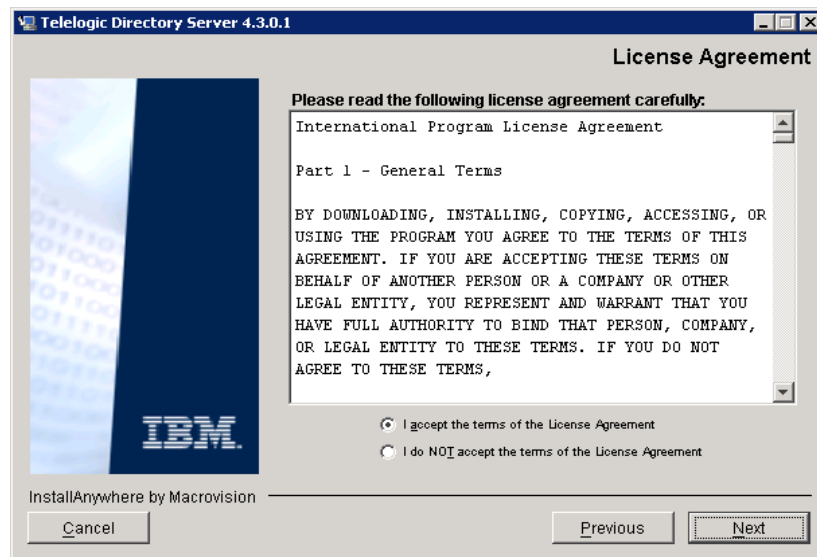 Telelogic Directory Server 4.3.0.1
License Agreement
Please read the following license agreement carefully:
International Program License Agreement
Part 1 - General Terms
BY DOWNLOADING, INSTALLING, COPYING, ACCESSING, OR
USING THE PROGRAM YOU AGREE TO THE TERMS OF THIS
AGREEMENT. IF YOU ARE ACCEPTING THESE TERMS ON
BEHALF OF ANOTHER PERSON OR A COMPANY OR OTHER
LEGAL ENTITY, YOU REPRESENT AND WARRANT THAT YOU
HAVE FULL AUTHORITY TO BIND THAT PERSON, COMPANY,
OR LEGAL ENTITY TO THESE TERMS. IF YOU DO NOT
AGREE TO THESE TERMS,
IBM.
I accept the terms of the License Agreement
I do NOT accept the terms of the License Agreement
InstallAnywhere by Macrovision
Cancel
Previous
Next